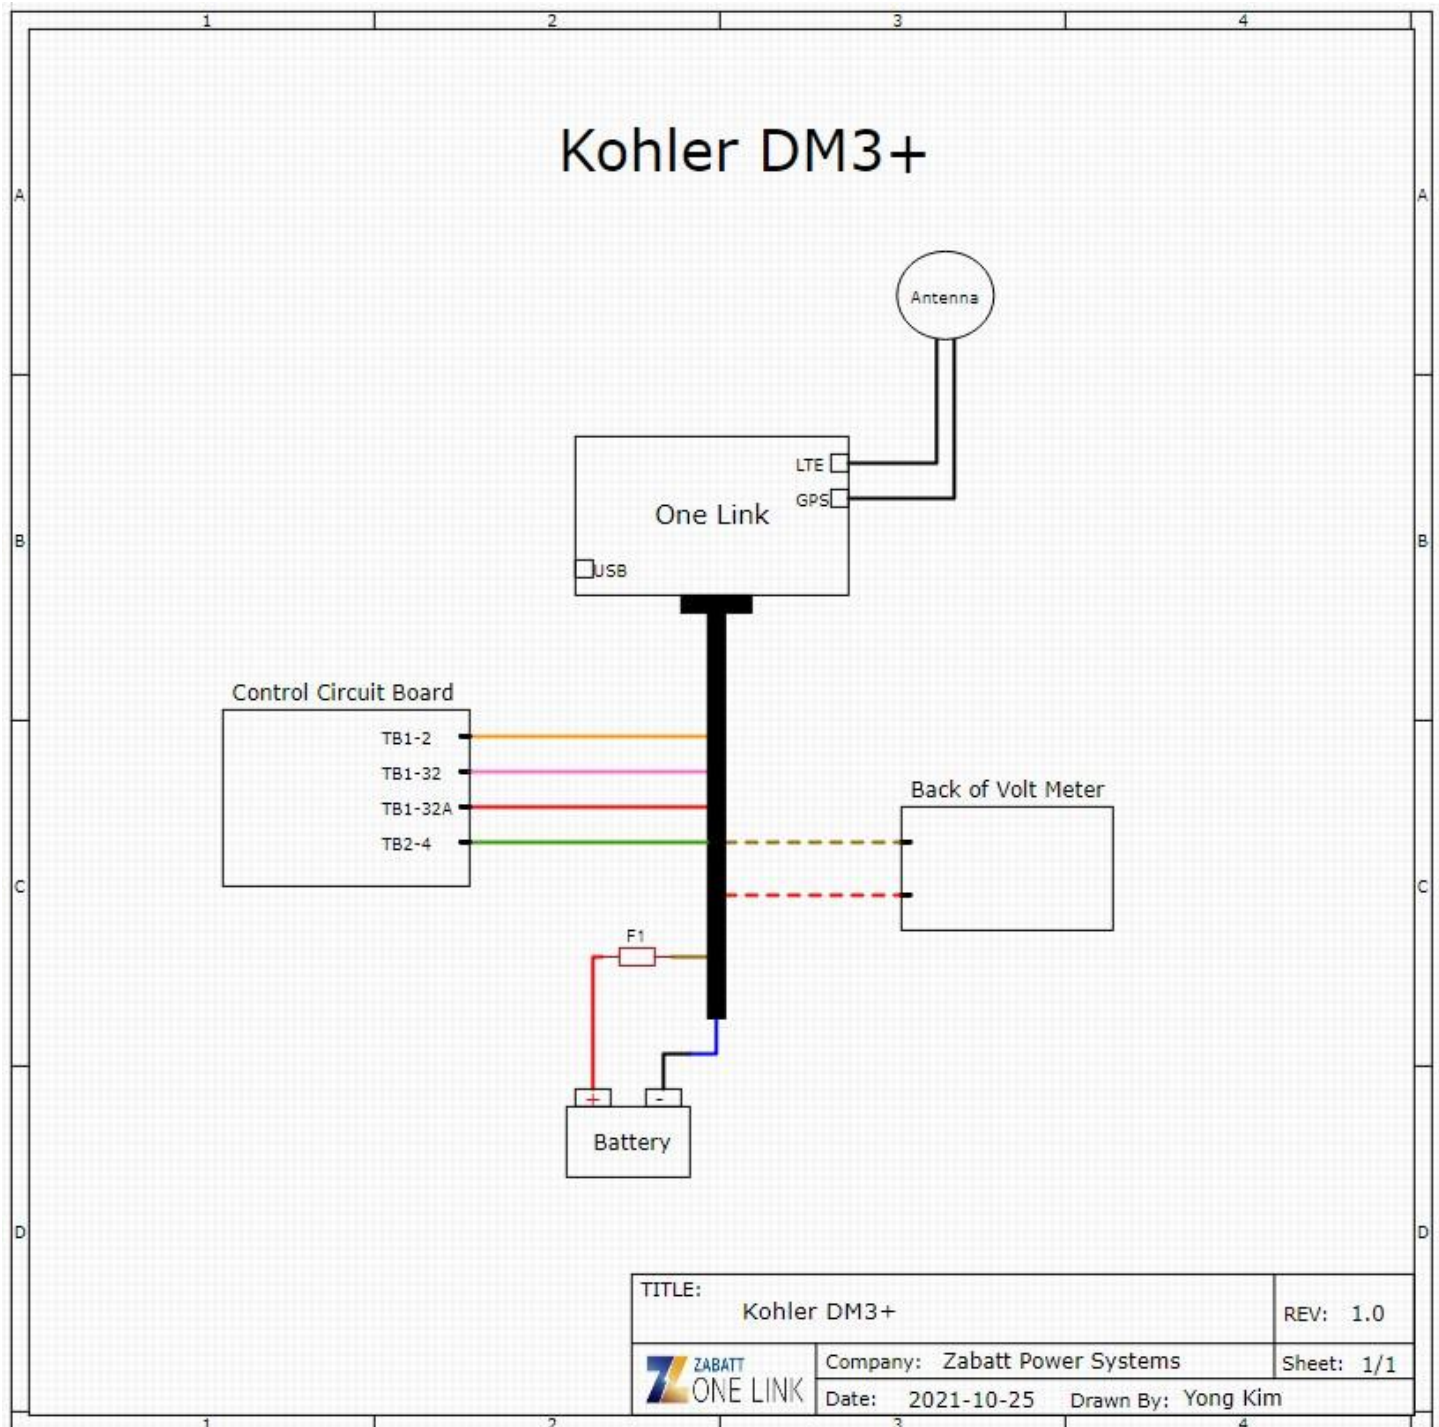 1 2 3 4
Kohler DM3+
A A
Antenna
LTE
GPS
One Link
B B
USB
Control Circuit Board
TB1-2
TB1-32
TB1-32A
TB2-4
Back of Volt Meter
C C
F1
+ -
Battery
D D
TITLE:
Kohler DM3+
REV: 1.0
ZABATT
ONE LINK
Company: Zabatt Power Systems
Sheet: 1/1
Date: 2021-10-25 Drawn By: Yong Kim
1 2 3 4